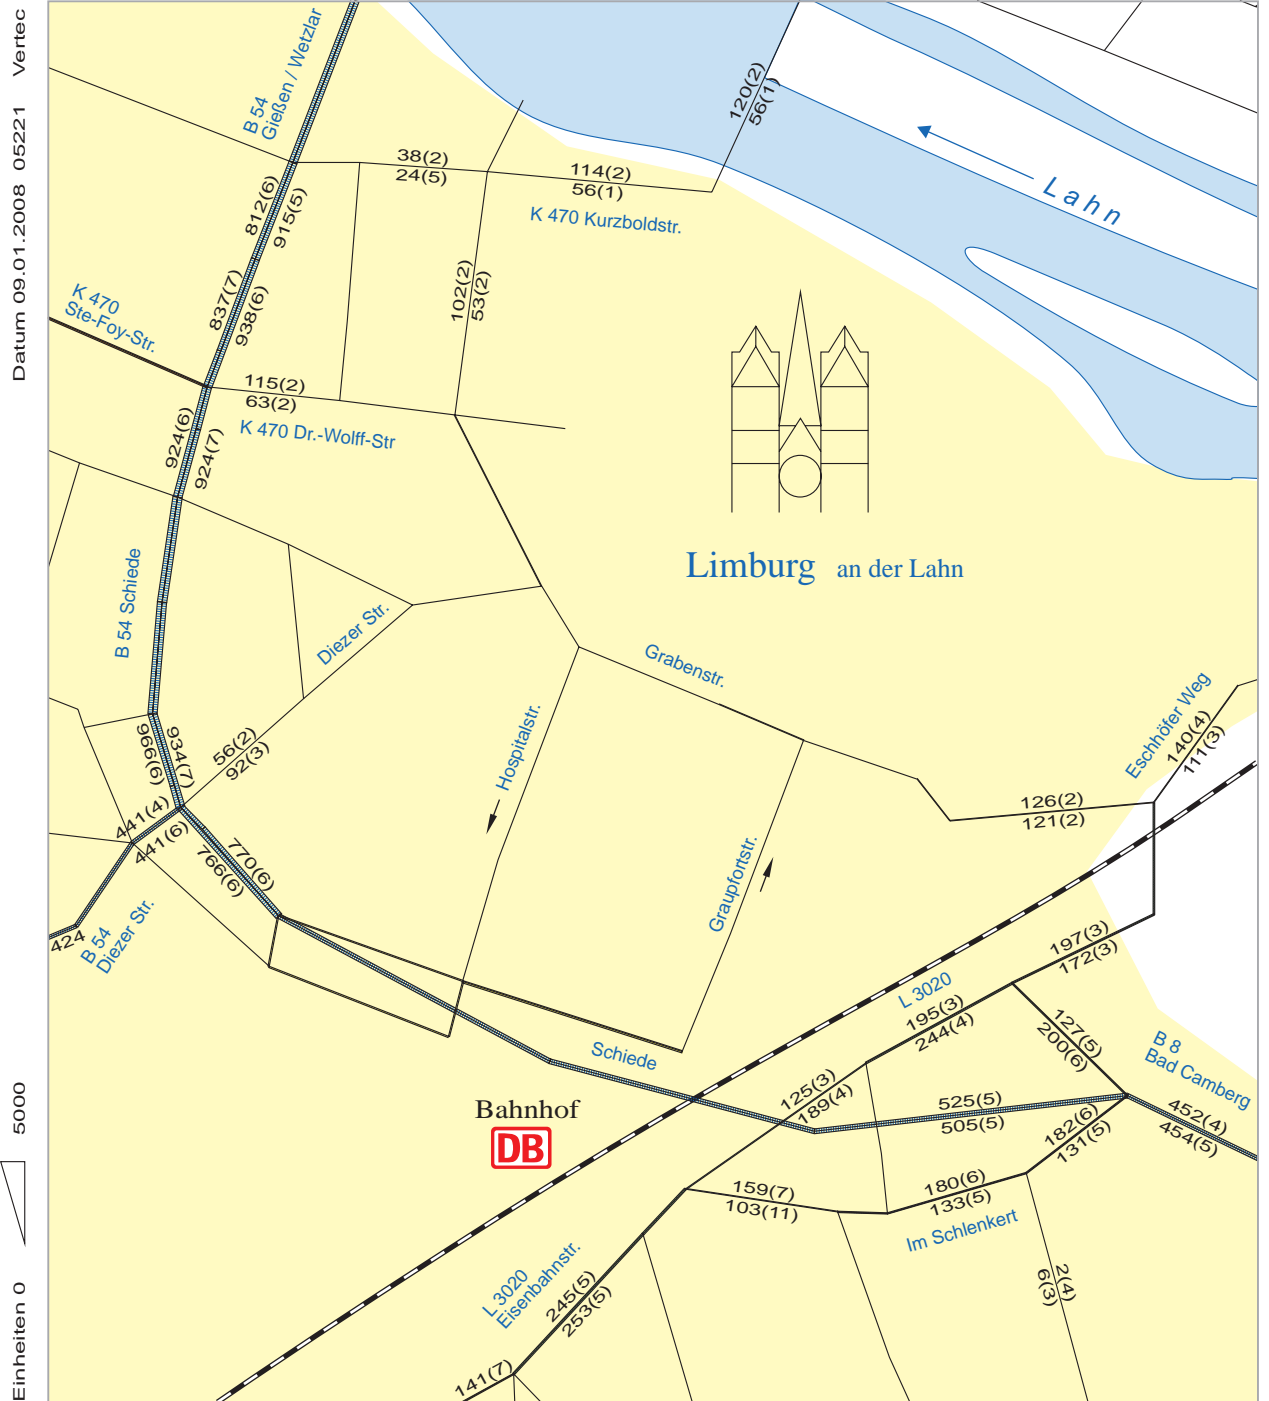 Datum 09.01.2008 05221 Vertec
Einheiten 0 5000
B 54
Gießen / Wetzlar
120(2)
56(1)
38(2)
24(5)
114(2)
56(1)
K 470 Kurzboldstr.
Lahn
812(6)
915(5)
837(7)
938(6)
102(2)
53(2)
K 470
Ste-Foy-Str.
115(2)
63(2)
K 470 Dr.-Wolff-Str
924(6)
924(7)
Limburg an der Lahn
B 54 Schiede
Diezer Str.
Grabenstr.
Eschhöfer Weg
140(4)
111(3)
Hospitalstr.
934(7)
966(6)
56(2)
92(3)
126(2)
121(2)
441(4)
441(6)
770(6)
766(6)
Graupfortstr.
424
B 54
Diezer Str.
197(3)
172(3)
L 3020
195(3)
244(4)
127(5)
200(6)
Schiede
B 8
Bad Camberg
125(3)
189(4)
Bahnhof
DB
525(5)
505(5)
182(6)
131(5)
452(4)
454(5)
159(7)
103(11)
180(6)
133(5)
Im Schlenkert
L 3020
Eisenbahnstr.
245(5)
253(5)
2(4)
6(3)
141(7)